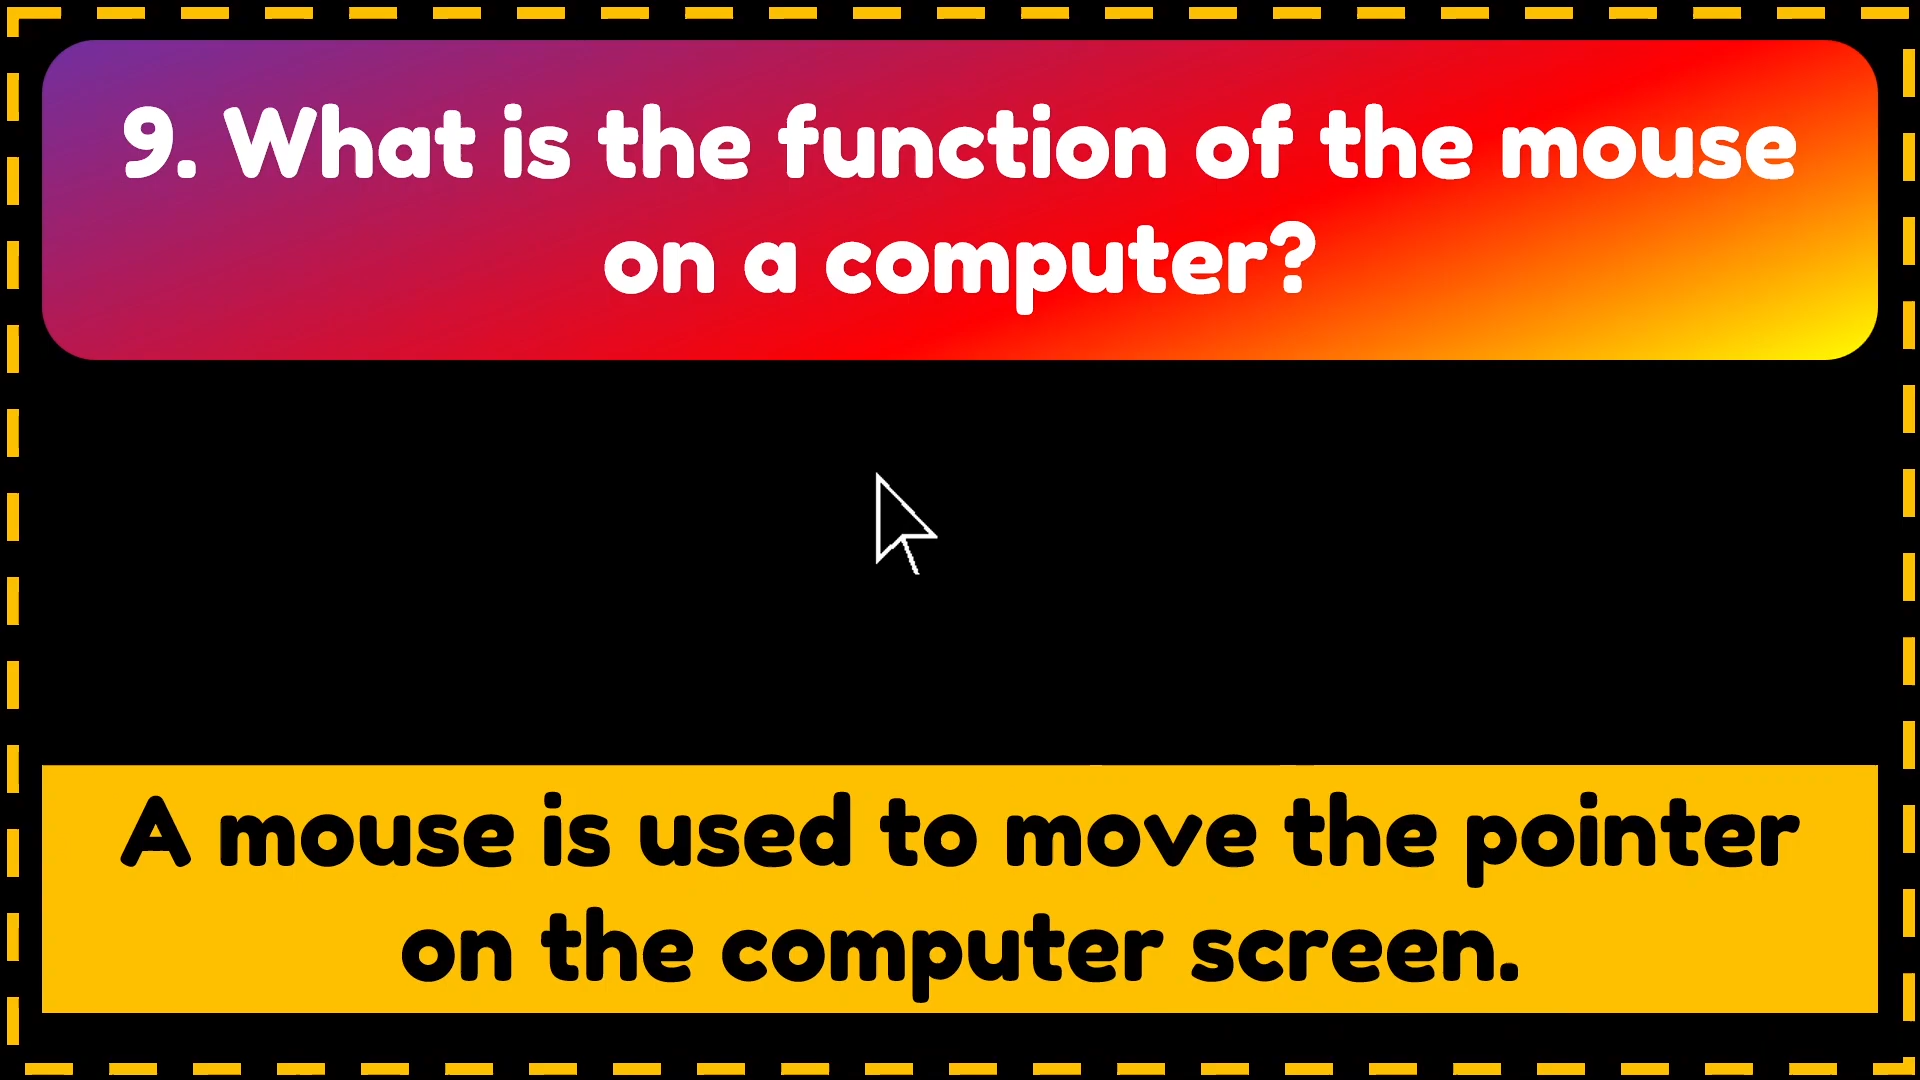 9. What is the function of the mouse
on a computer?
A mouse is used to move the pointer
on the computer screen.